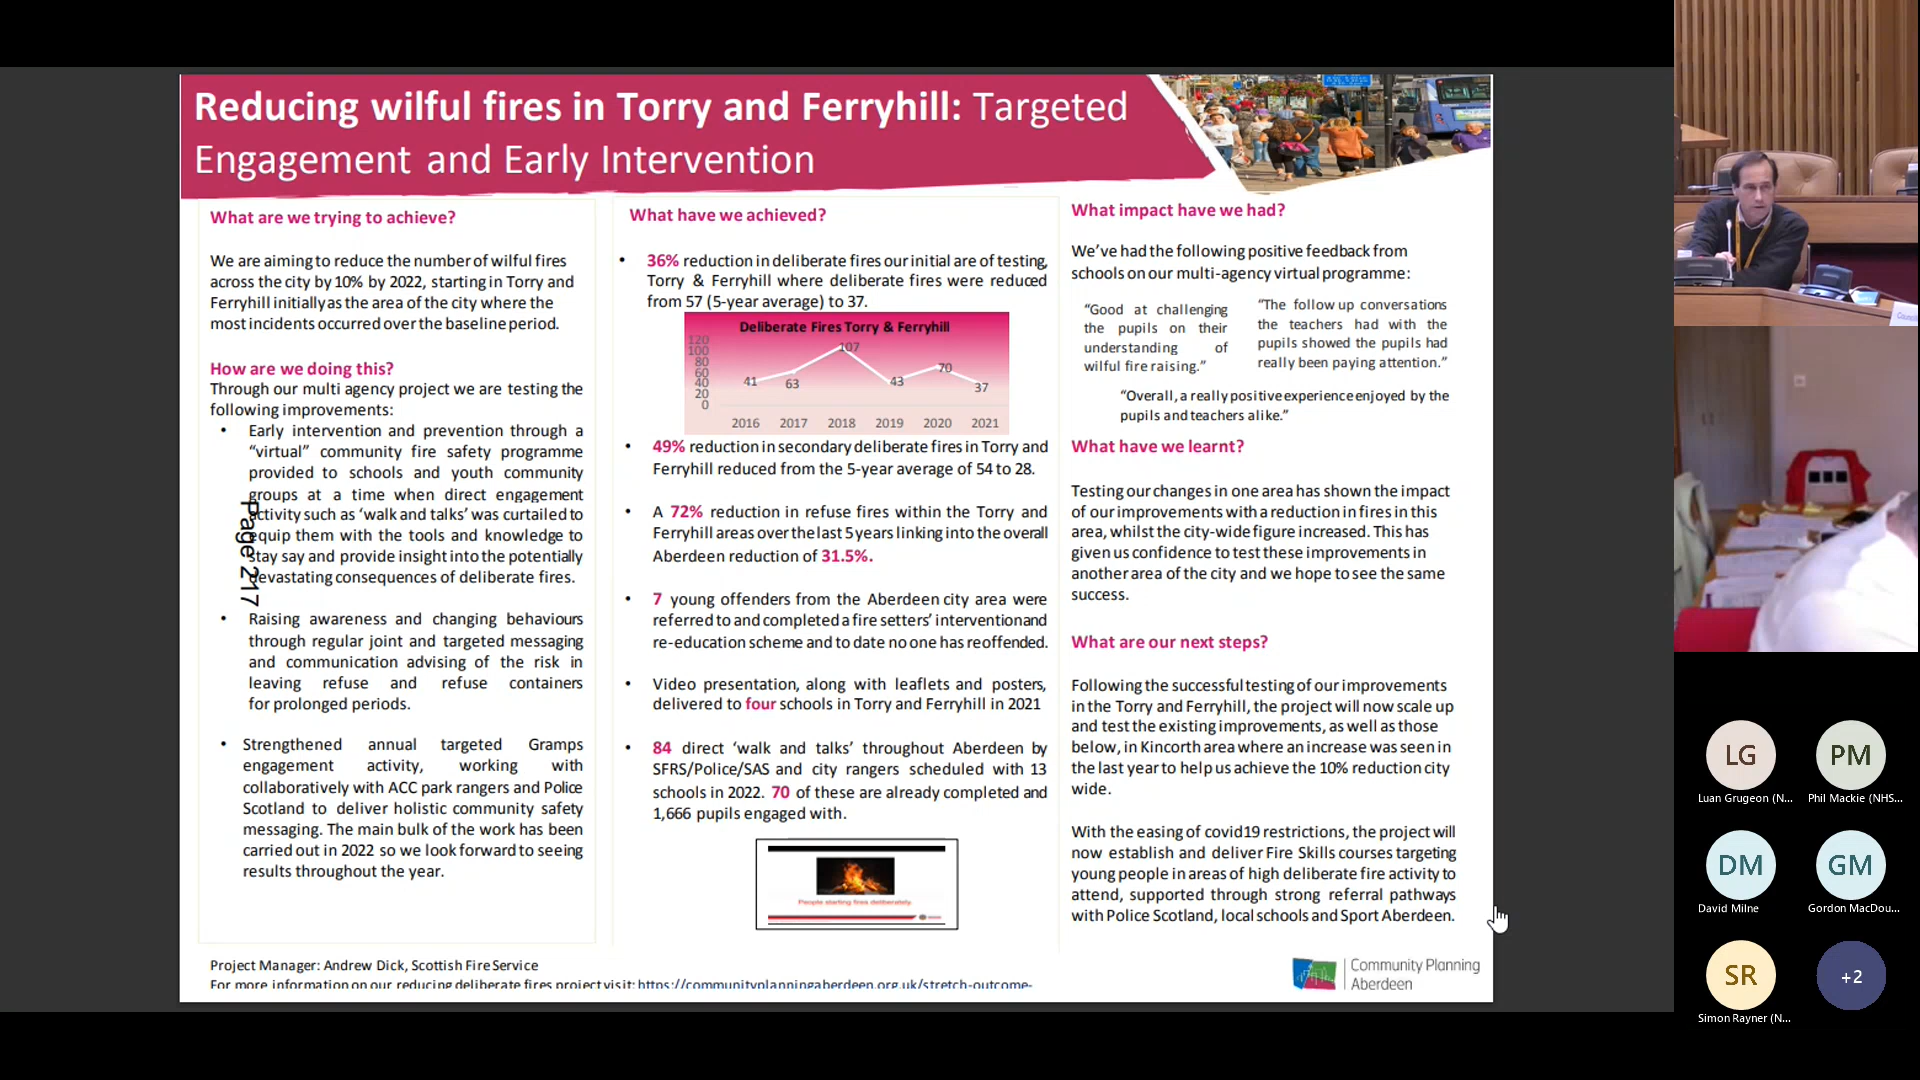 Reducing wilful fires in Torry and Ferryhill: Targeted
Engagement and Early Intervention
What are we trying to achieve?
We are aiming to reduce the number of wilful fires
across the city by 10% by 2022, starting in Torry and
Ferryhill initially as the area of the city where the
most incidents occurred over the baseline period.
How are we doing this?
Through our multi agency project we are testing the
following improvements:
• Early intervention and prevention through a
“virtual” community fire safety programme
provided to schools and youth community
groups at a time when direct engagement
activity such as ‘walk and talks’ was curtailed to
equip them with the tools and knowledge to
stay say and provide insight into the potentially
devastating consequences of deliberate fires.
Page 217
• Raising awareness and changing behaviours
through regular joint and targeted messaging
and communication advising of the risk in
leaving refuse and refuse containers
for prolonged periods.
• Strengthened annual targeted Gramps
engagement activity, working with
collaboratively with ACC park rangers and Police
Scotland to deliver holistic community safety
messaging. The main bulk of the work has been
carried out in 2022 so we look forward to seeing
results throughout the year.
What have we achieved?
• 36% reduction in deliberate fires our initial are of testing,
Torry & Ferryhill where deliberate fires were reduced
from 57 (5-year average) to 37.
Deliberate Fires Torry & Ferryhill
120
100
80
60
40
20
0
41
63
107
43
70
37
2016 2017 2018 2019 2020 2021
• 49% reduction in secondary deliberate fires in Torry and
Ferryhill reduced from the 5-year average of 54 to 28.
• A 72% reduction in refuse fires within the Torry and
Ferryhill areas over the last 5 years linking into the overall
Aberdeen reduction of 31.5%.
• 7 young offenders from the Aberdeen city area were
referred to and completed a fire setters’ intervention and
re-education scheme and to date no one has reoffended.
• Video presentation, along with leaflets and posters,
delivered to four schools in Torry and Ferryhill in 2021
• 84 direct ‘walk and talks’ throughout Aberdeen by
SFRS/Police/SAS and city rangers scheduled with 13
schools in 2022. 70 of these are already completed and
1,666 pupils engaged with.
People starting fires deliberately.
What impact have we had?
We’ve had the following positive feedback from
schools on our multi-agency virtual programme:
“Good at challenging
the pupils on their
understanding of
wilful fire raising.”
“The follow up conversations
the teachers had with the
pupils showed the pupils had
really been paying attention.”
“Overall, a really positive experience enjoyed by the
pupils and teachers alike.”
What have we learnt?
Testing our changes in one area has shown the impact
of our improvements with a reduction in fires in this
area, whilst the city-wide figure increased. This has
given us confidence to test these improvements in
another area of the city and we hope to see the same
success.
What are our next steps?
Following the successful testing of our improvements
in the Torry and Ferryhill, the project will now scale up
and test the existing improvements, as well as those
below, in Kincorth area where an increase was seen in
the last year to help us achieve the 10% reduction city
wide.
With the easing of covid19 restrictions, the project will
now establish and deliver Fire Skills courses targeting
young people in areas of high deliberate fire activity to
attend, supported through strong referral pathways
with Police Scotland, local schools and Sport Aberdeen.
Project Manager: Andrew Dick, Scottish Fire Service
For more information on our reducing deliberate fires project visit: https://communityplanningaberdeen.org.uk/stretch-outcome-
Community Planning
Aberdeen
LG
Luan Grugeon (N...
PM
Phil Mackie (NHS...
DM
David Milne
GM
Gordon MacDou...
SR
Simon Rayner (N...
+2